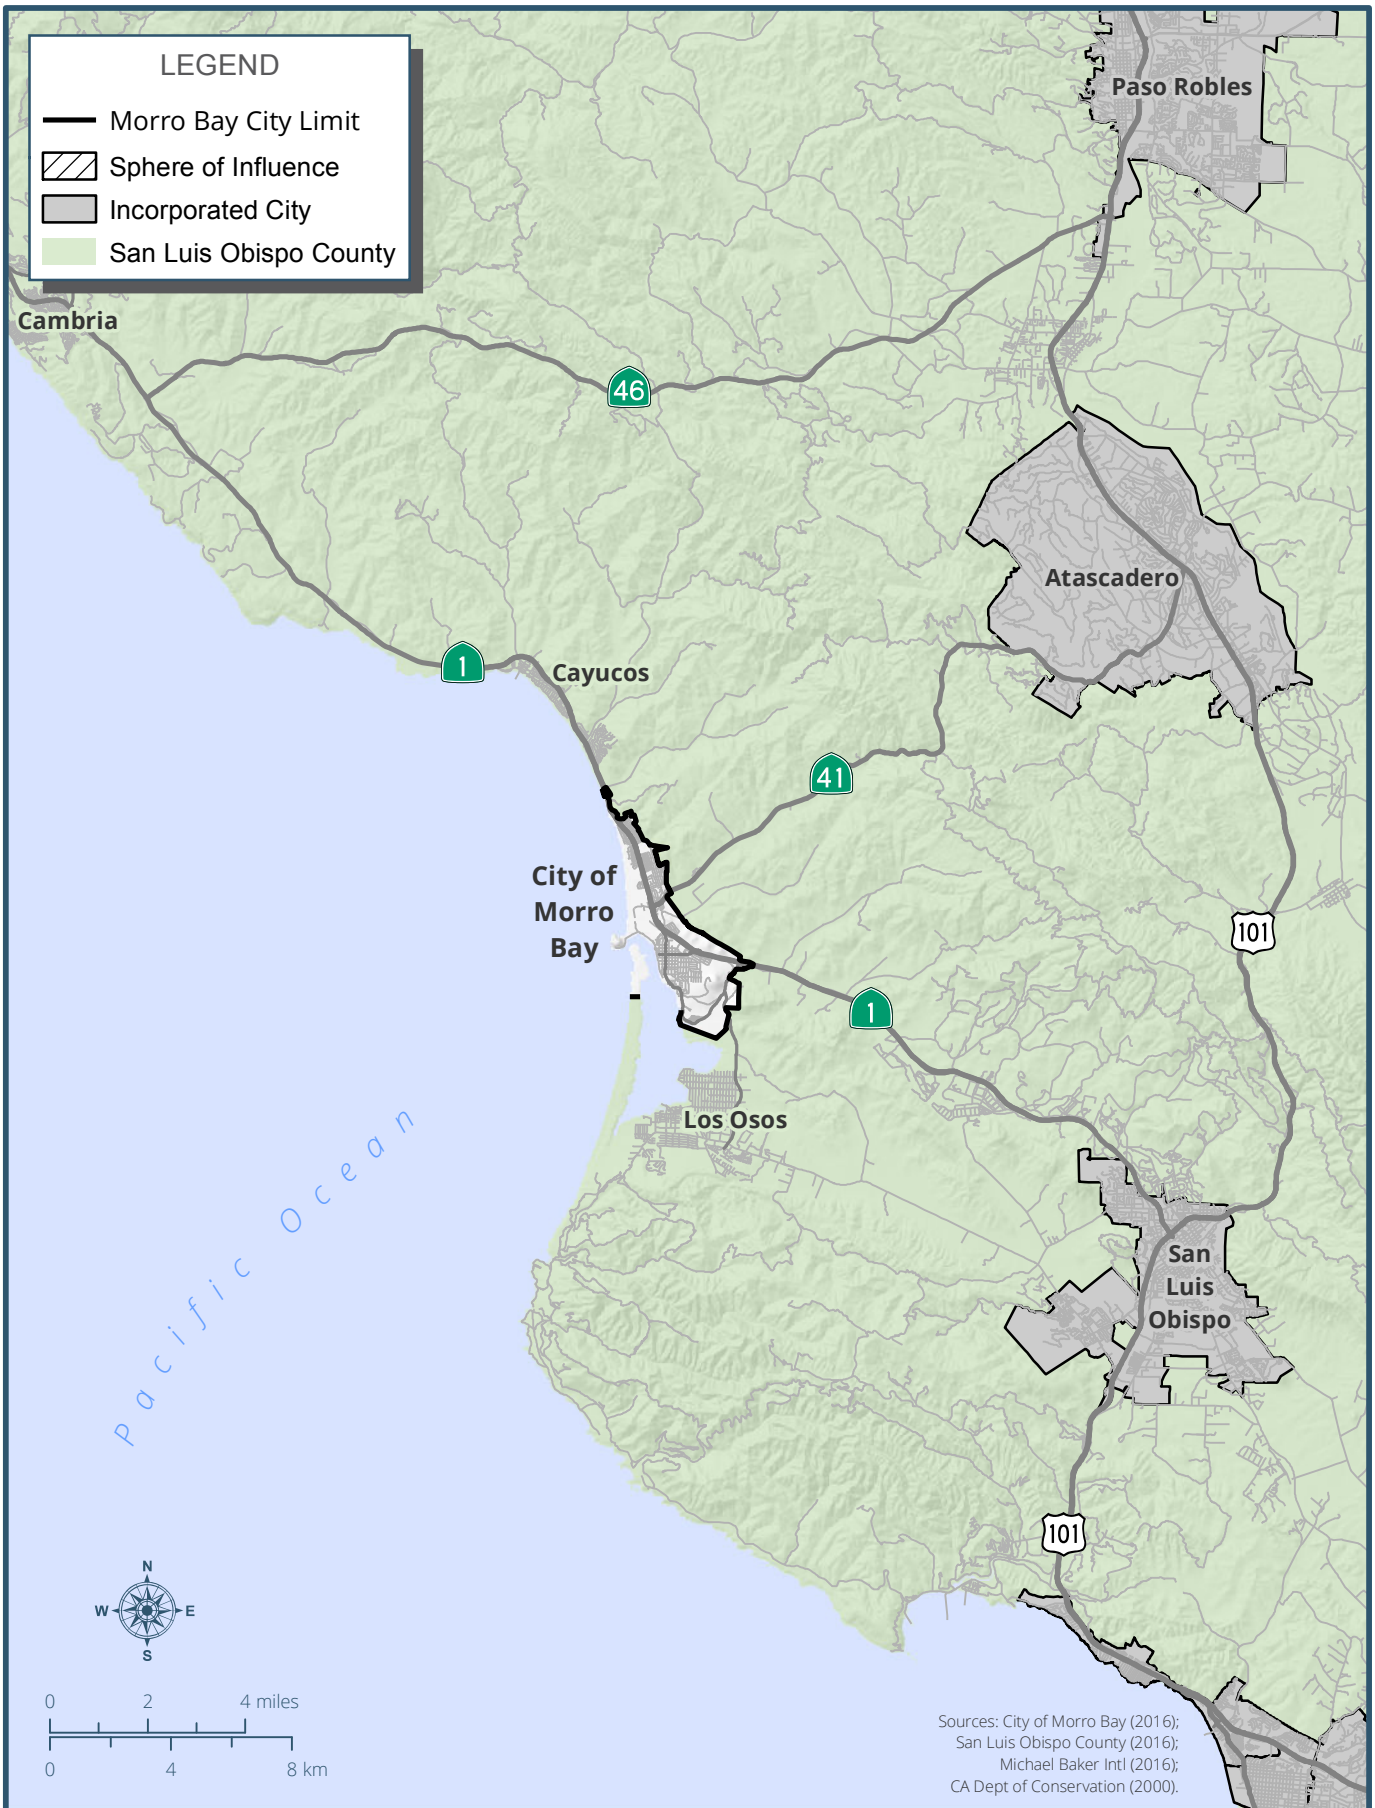 LEGEND
Morro Bay City Limit
Sphere of Influence
Incorporated City
San Luis Obispo County
Paso Robles
Cambria
46
Atascadero
1
Cayucos
41
City of
Morro
Bay
101
1
Los Osos
Pacific Ocean
San
Luis
Obispo
101
N
W E
S
0 2 4 miles
0 4 8 km
Sources: City of Morro Bay (2016);
San Luis Obispo County (2016);
Michael Baker Intl (2016);
CA Dept of Conservation (2000).